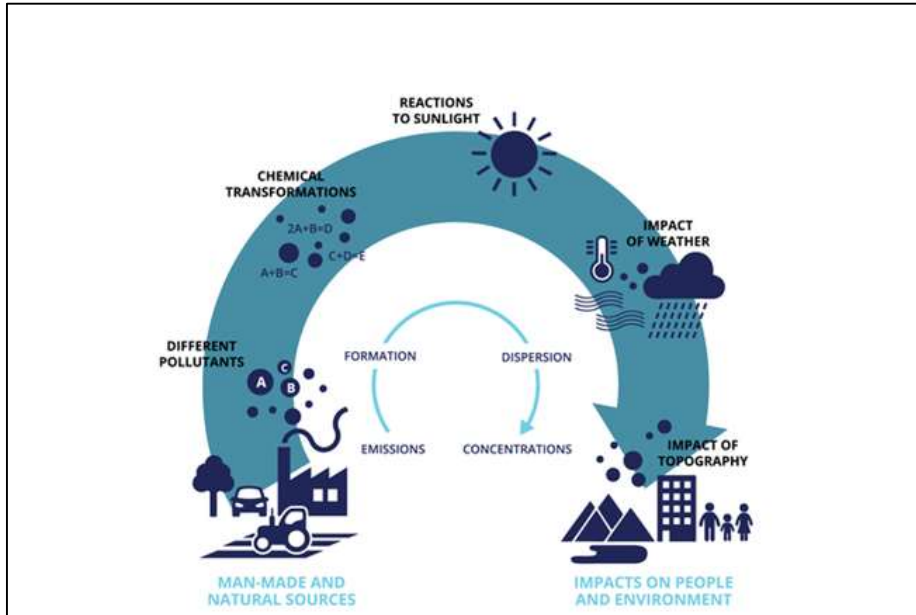 REACTIONS
TO SUNLIGHT
CHEMICAL
TRANSFORMATIONS
2A+B=D
C+D=E
A+B=C
IMPACT
OF WEATHER
DIFFERENT
POLLUTANTS
C
A
B
FORMATION
DISPERSION
EMISSIONS
CONCENTRATIONS
IMPACT OF
TOPOGRAPHY
MAN-MADE AND
NATURAL SOURCES
IMPACTS ON PEOPLE
AND ENVIRONMENT